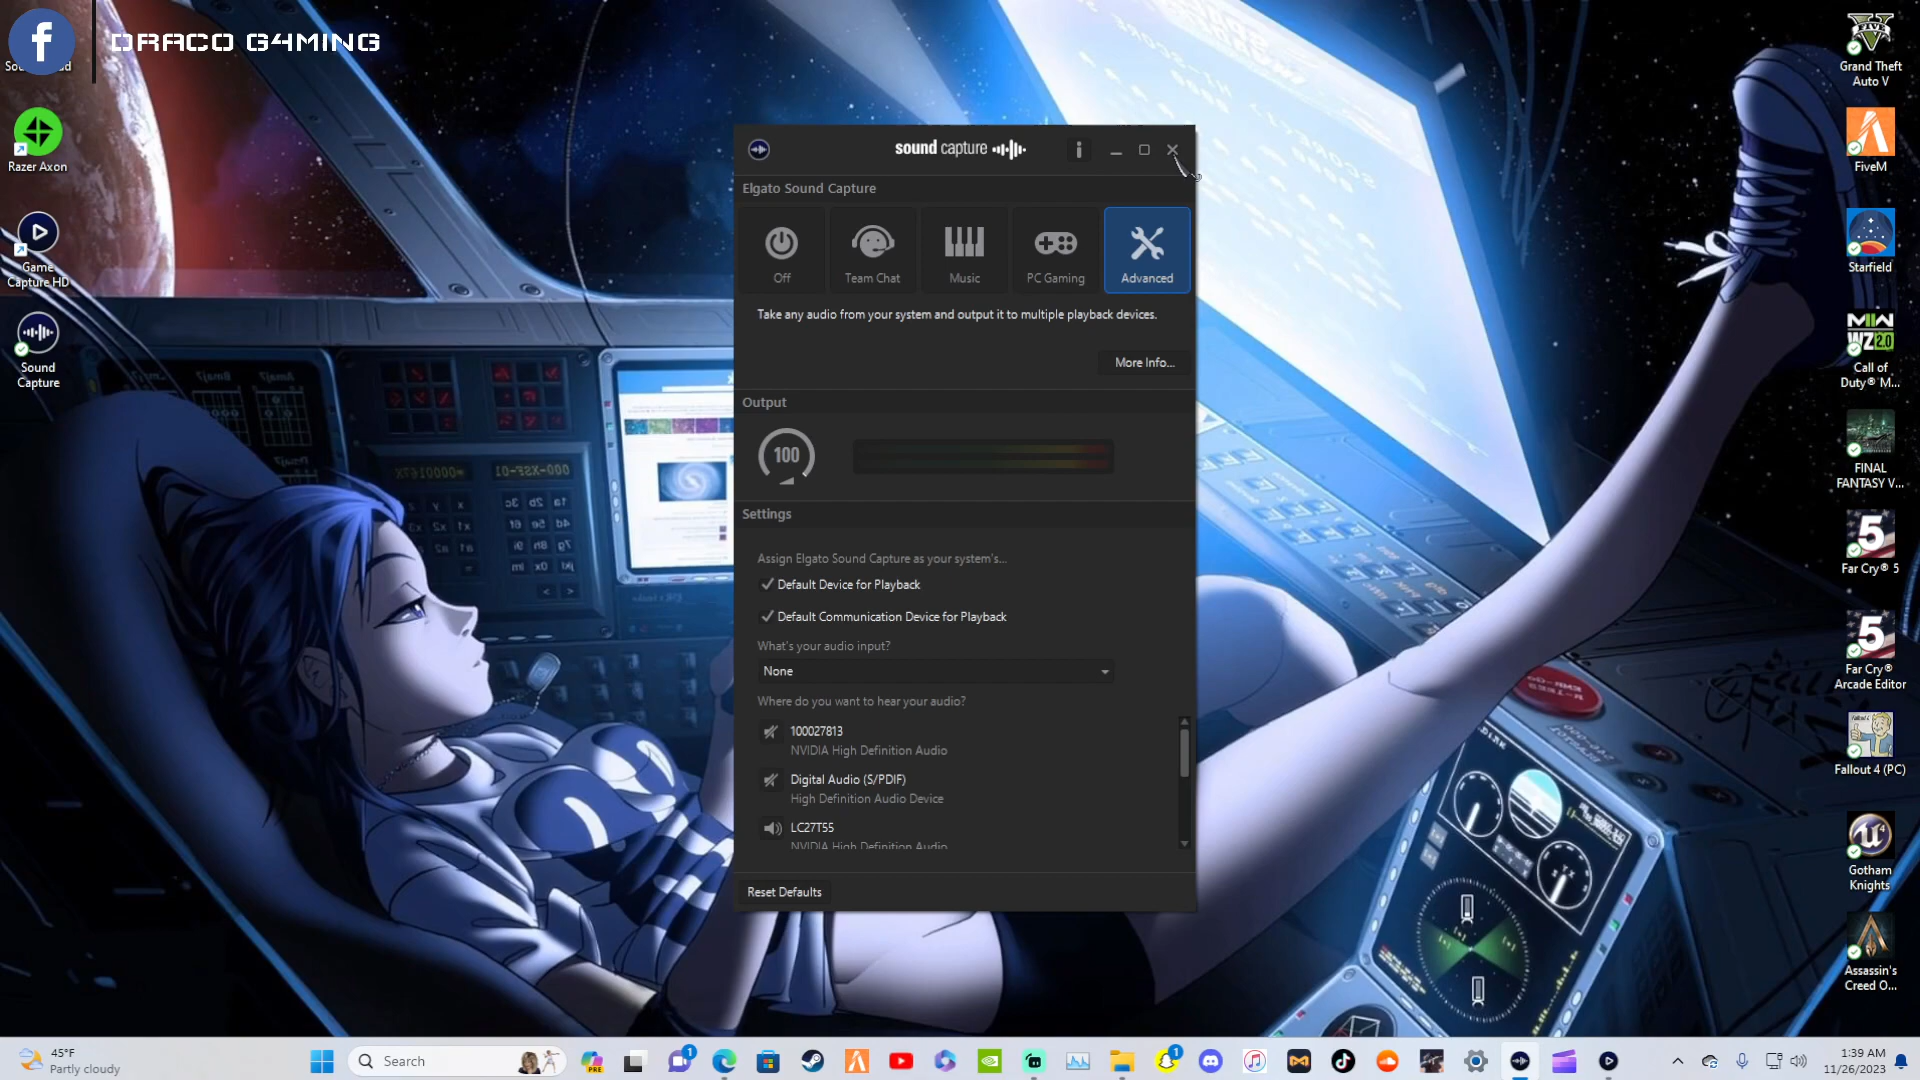 DRACO G4MING
Razer Axon
Game
Capture HD
Sound
Capture
sound capture
Elgato Sound Capture
Off
Team Chat
Music
PC Gaming
Advanced
Take any audio from your system and output it to multiple playback devices.
More Info...
Output
100
Settings
Assign Elgato Sound Capture as your system's...
Default Device for Playback
Default Communication Device for Playback
What's your audio input?
None
Where do you want to hear your audio?
100027813
NVIDIA High Definition Audio
Digital Audio (S/PDIF)
High Definition Audio Device
LC27T55
NVIDIA High Definition Audio
Reset Defaults
Grand Theft
Auto V
FiveM
Starfield
Call of
Duty® M...
FINAL
FANTASY V...
Far Cry® 5
Far Cry®
Arcade Editor
Fallout 4 (PC)
Gotham
Knights
Assassin's
Creed O...
45°F
Partly cloudy
Search
1:39 AM
11/26/2023